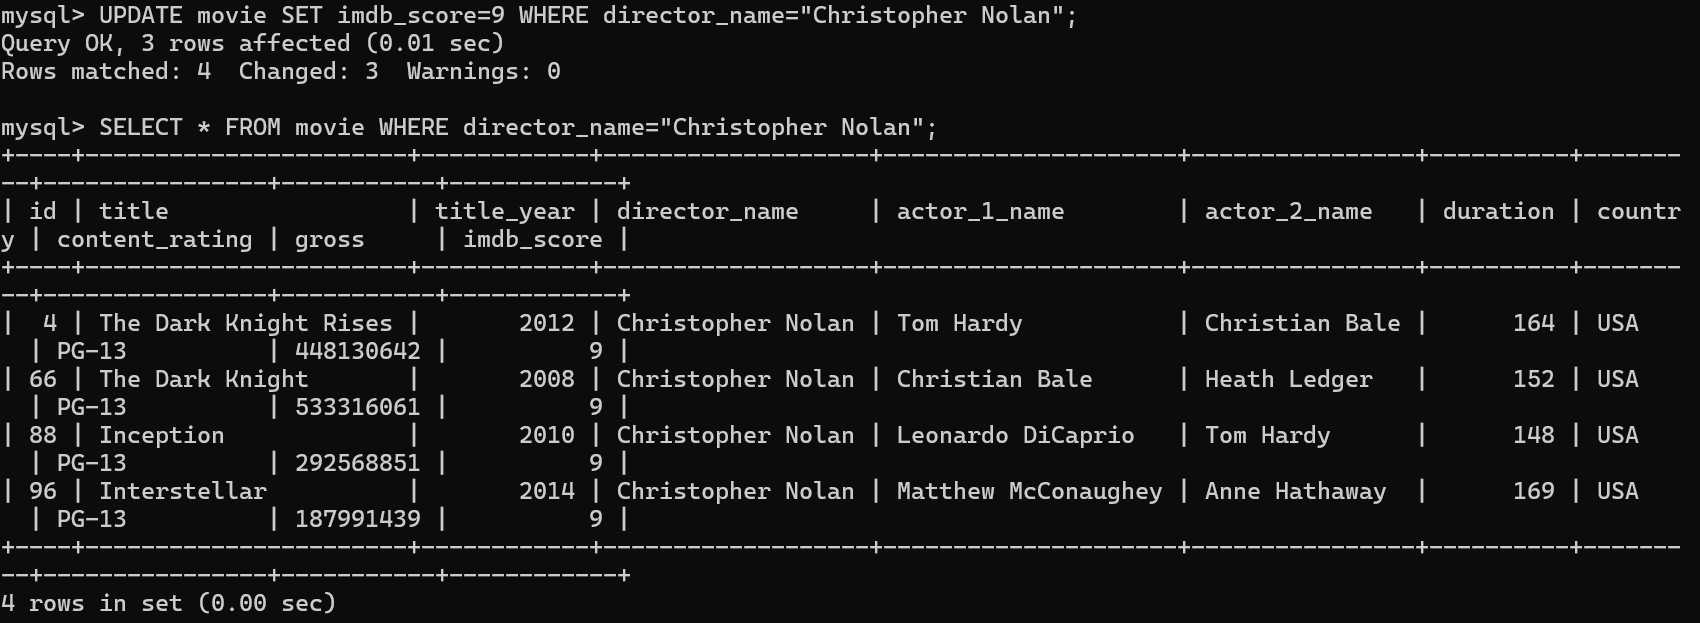 mysql> UPDATE movie SET imdb_score=9 WHERE director_name="Christopher Nolan";
Query OK, 3 rows affected (0.01 sec)
Rows matched: 4  Changed: 3  Warnings: 0

mysql> SELECT * FROM movie WHERE director_name="Christopher Nolan";
+----+-----------------------+------------+-------------------+---------------------+----------------+----------+-------
--+----------------+-----------+------------+
| id | title                 | title_year | director_name     | actor_1_name        | actor_2_name   | duration | countr
y | content_rating | gross     | imdb_score |
+----+-----------------------+------------+-------------------+---------------------+----------------+----------+-------
--+----------------+-----------+------------+
|  4 | The Dark Knight Rises |       2012 | Christopher Nolan | Tom Hardy           | Christian Bale |      164 | USA
  | PG-13          | 448130642 |          9 |
| 66 | The Dark Knight       |       2008 | Christopher Nolan | Christian Bale      | Heath Ledger   |      152 | USA
  | PG-13          | 533316061 |          9 |
| 88 | Inception             |       2010 | Christopher Nolan | Leonardo DiCaprio   | Tom Hardy      |      148 | USA
  | PG-13          | 292568851 |          9 |
| 96 | Interstellar          |       2014 | Christopher Nolan | Matthew McConaughey | Anne Hathaway  |      169 | USA
  | PG-13          | 187991439 |          9 |
+----+-----------------------+------------+-------------------+---------------------+----------------+----------+-------
--+----------------+-----------+------------+
4 rows in set (0.00 sec)